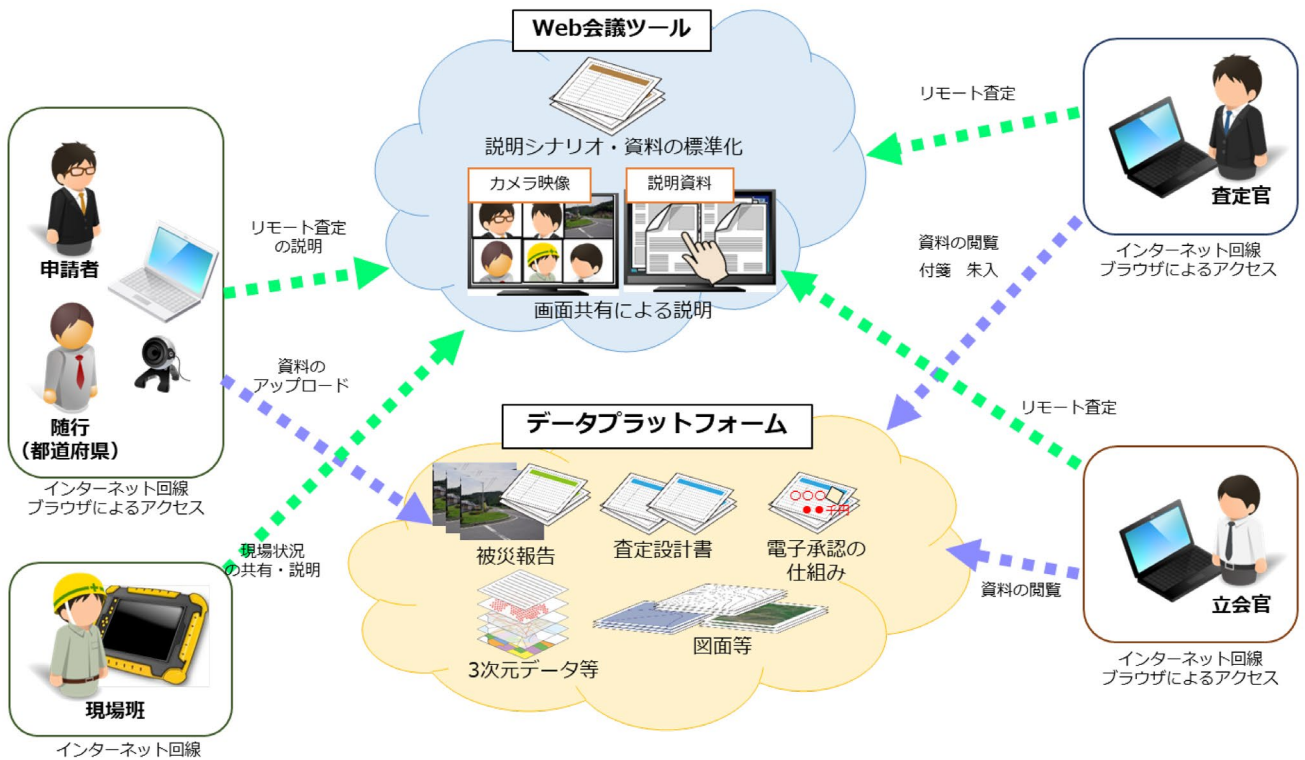 Web会議ツール
説明シナリオ・資料の標準化
カメラ映像
説明資料
画面共有による説明
申請者
随行
(都道府県)
インターネット回線
ブラウザによるアクセス
リモート査定
の説明
資料の
アップロード
現場状況
の共有・説明
現場班
インターネット回線
データプラットフォーム
被災報告
査定設計書
〇〇〇
●●千円
電子承認の
仕組み
3次元データ等
図面等
リモート査定
査定官
インターネット回線
ブラウザによるアクセス
資料の閲覧
付箋 朱入
リモート査定
資料の閲覧
立会官
インターネット回線
ブラウザによるアクセス